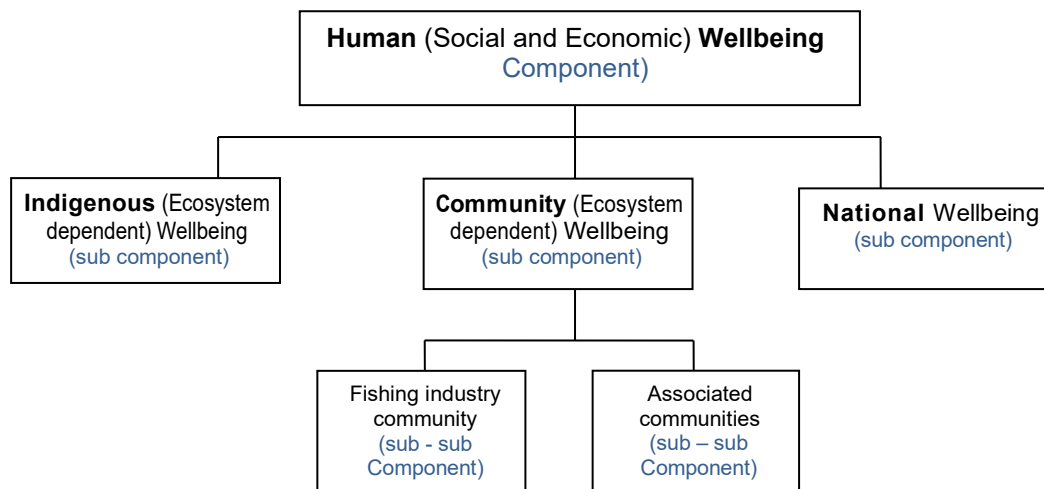 Human (Social and Economic) Wellbeing
Component)
Indigenous (Ecosystem
dependent) Wellbeing
(sub component)
Community (Ecosystem
dependent) Wellbeing
(sub component)
National Wellbeing
(sub component)
Fishing industry
community
(sub - sub
Component)
Associated
communities
(sub – sub
Component)